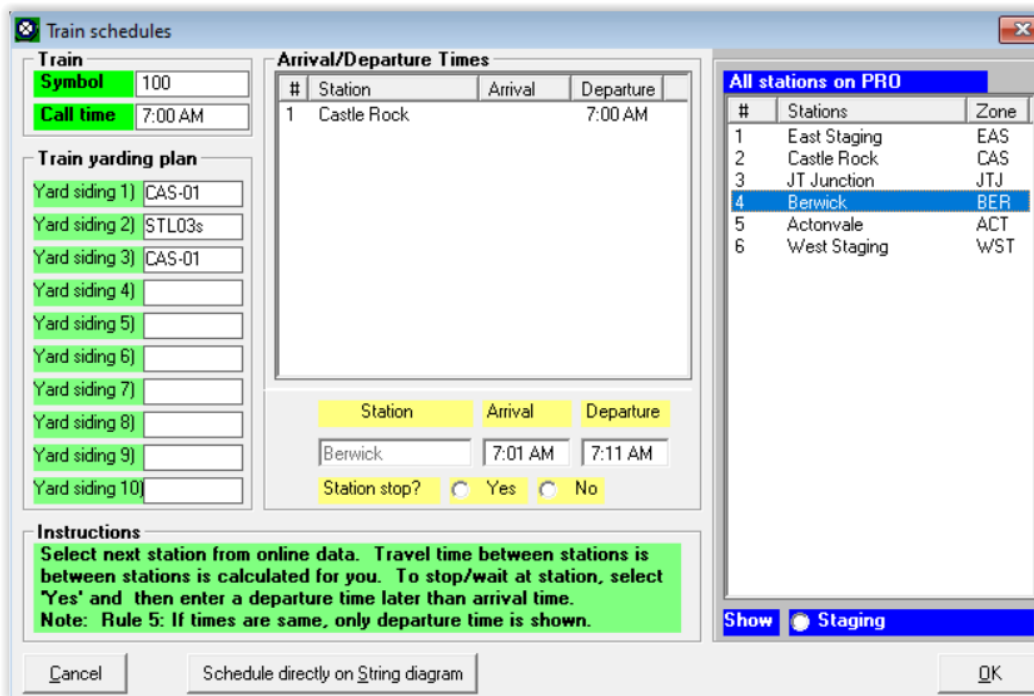 Train schedules
Train
Symbol 100
Call time 7:00 AM
Train yarding plan
Yard siding 1) CAS-01
Yard siding 2) STL03s
Yard siding 3) CAS-01
Yard siding 4)
Yard siding 5)
Yard siding 6)
Yard siding 7)
Yard siding 8)
Yard siding 9)
Yard siding 10)
Arrival/Departure Times
# Station Arrival Departure
1 Castle Rock 7:00 AM
Station Arrival Departure
Berwick 7:01 AM 7:11 AM
Station stop? Yes No
All stations on PRO
# Stations Zone
1 East Staging EAS
2 Castle Rock CAS
3 JT Junction JTJ
4 Berwick BER
5 Actonvale ACT
6 West Staging WST
Show Staging
Instructions
Select next station from online data. Travel time between stations is
between stations is calculated for you. To stop/wait at station, select
'Yes' and then enter a departure time later than arrival time.
Note: Rule 5: If times are same, only departure time is shown.
Cancel
Schedule directly on String diagram
OK